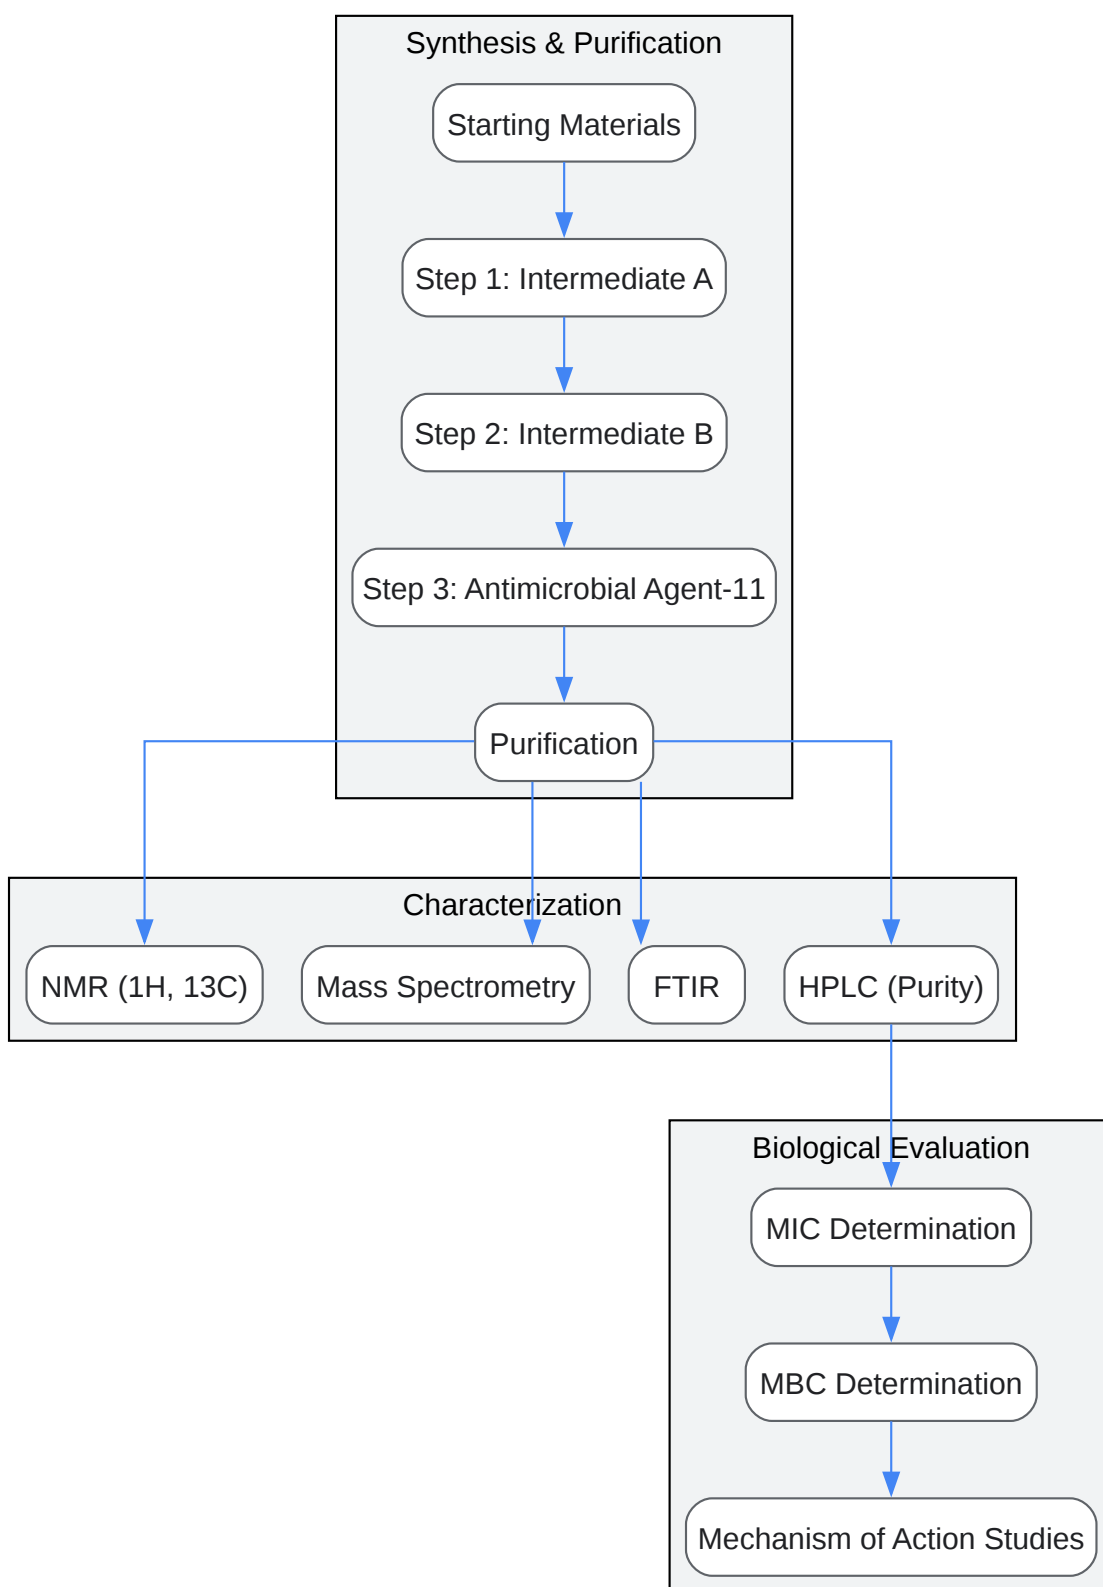 Synthesis & Purification
Starting Materials
Step 1: Intermediate A
Step 2: Intermediate B
Step 3: Antimicrobial Agent-11
Purification
Characterization
NMR (1H, 13C)
Mass Spectrometry
FTIR
HPLC (Purity)
Biological Evaluation
MIC Determination
MBC Determination
Mechanism of Action Studies